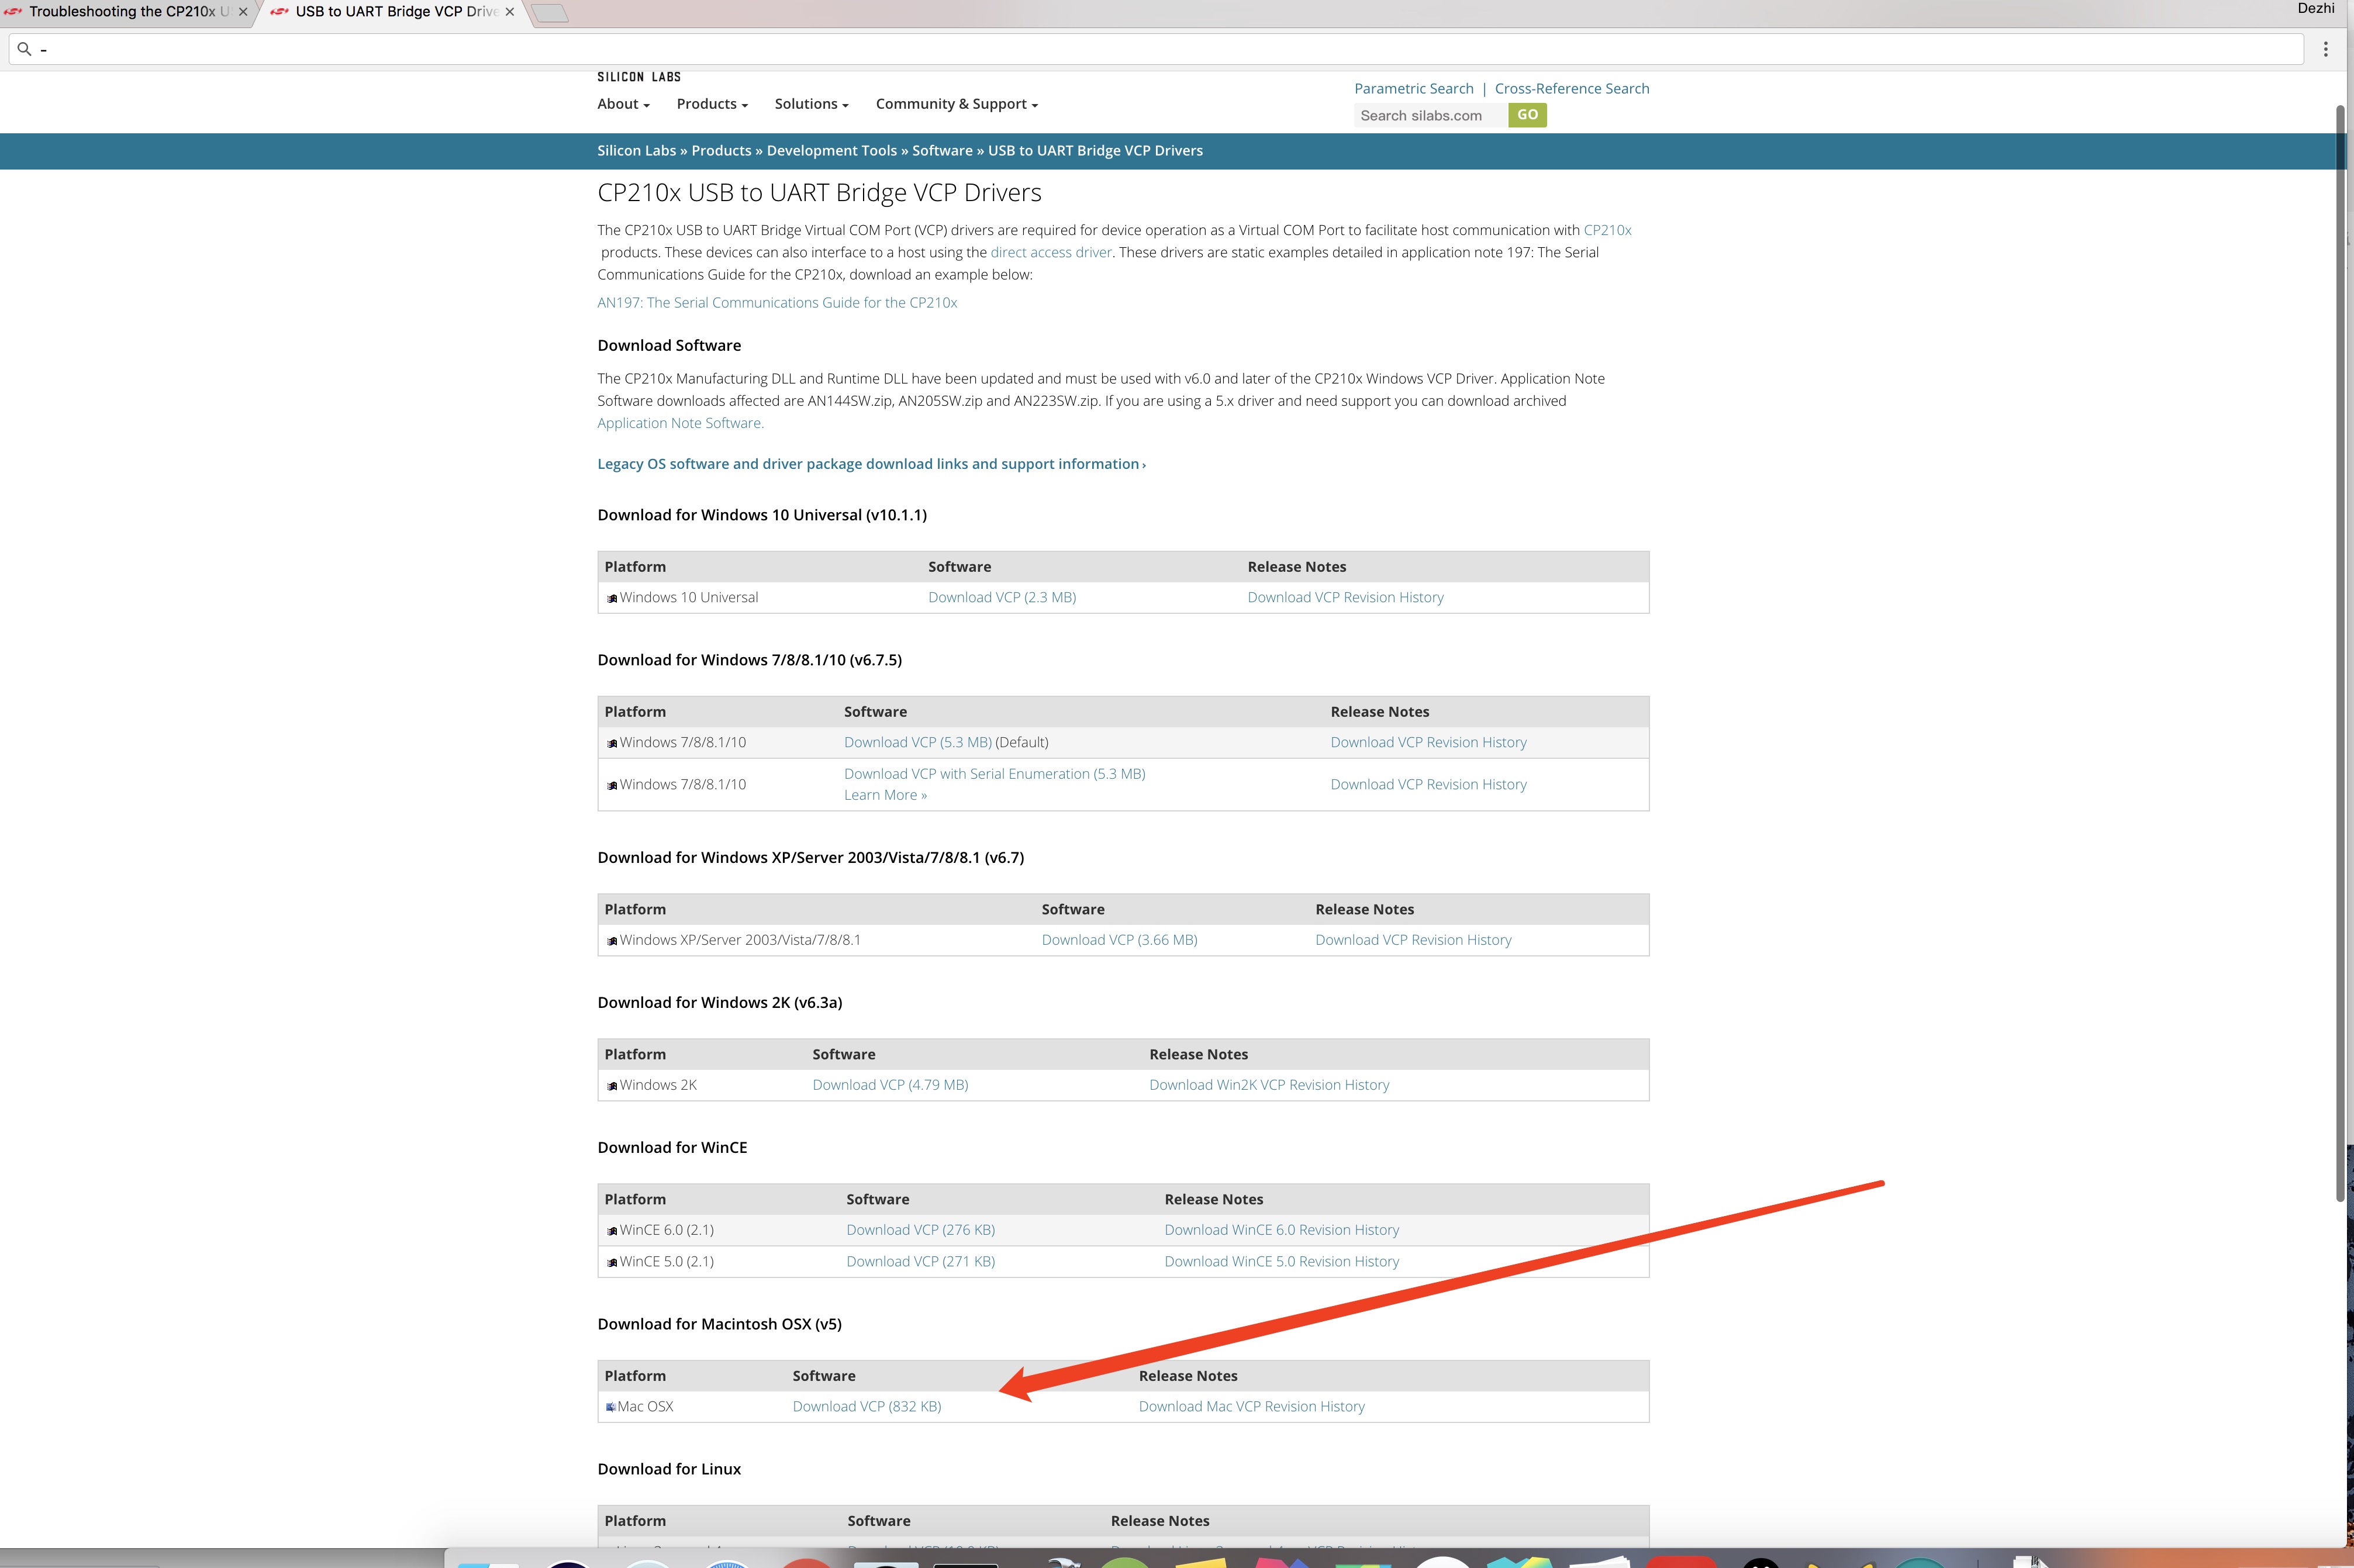 Troubleshooting the CP210x U
USB to UART Bridge VCP Drive
Dezhi
-
SILICON LABS
Parametric Search | Cross-Reference Search
About Products Solutions Community & Support
Search silabs.com GO
Silicon Labs » Products » Development Tools » Software » USB to UART Bridge VCP Drivers
CP210x USB to UART Bridge VCP Drivers
The CP210x USB to UART Bridge Virtual COM Port (VCP) drivers are required for device operation as a Virtual COM Port to facilitate host communication with CP210x
products. These devices can also interface to a host using the direct access driver. These drivers are static examples detailed in application note 197: The Serial
Communications Guide for the CP210x, download an example below:
AN197: The Serial Communications Guide for the CP210x
Download Software
The CP210x Manufacturing DLL and Runtime DLL have been updated and must be used with v6.0 and later of the CP210x Windows VCP Driver. Application Note
Software downloads affected are AN144SW.zip, AN205SW.zip and AN223SW.zip. If you are using a 5.x driver and need support you can download archived
Application Note Software.
Legacy OS software and driver package download links and support information ›
Download for Windows 10 Universal (v10.1.1)
Platform Software Release Notes
Windows 10 Universal Download VCP (2.3 MB) Download VCP Revision History
Download for Windows 7/8/8.1/10 (v6.7.5)
Platform Software Release Notes
Windows 7/8/8.1/10 Download VCP (5.3 MB) (Default) Download VCP Revision History
Windows 7/8/8.1/10 Download VCP with Serial Enumeration (5.3 MB) Download VCP Revision History
Learn More »
Download for Windows XP/Server 2003/Vista/7/8/8.1 (v6.7)
Platform Software Release Notes
Windows XP/Server 2003/Vista/7/8/8.1 Download VCP (3.66 MB) Download VCP Revision History
Download for Windows 2K (v6.3a)
Platform Software Release Notes
Windows 2K Download VCP (4.79 MB) Download Win2K VCP Revision History
Download for WinCE
Platform Software Release Notes
WinCE 6.0 (2.1) Download VCP (276 KB) Download WinCE 6.0 Revision History
WinCE 5.0 (2.1) Download VCP (271 KB) Download WinCE 5.0 Revision History
Download for Macintosh OSX (v5)
Platform Software Release Notes
Mac OSX Download VCP (832 KB) Download Mac VCP Revision History
Download for Linux
Platform Software Release Notes